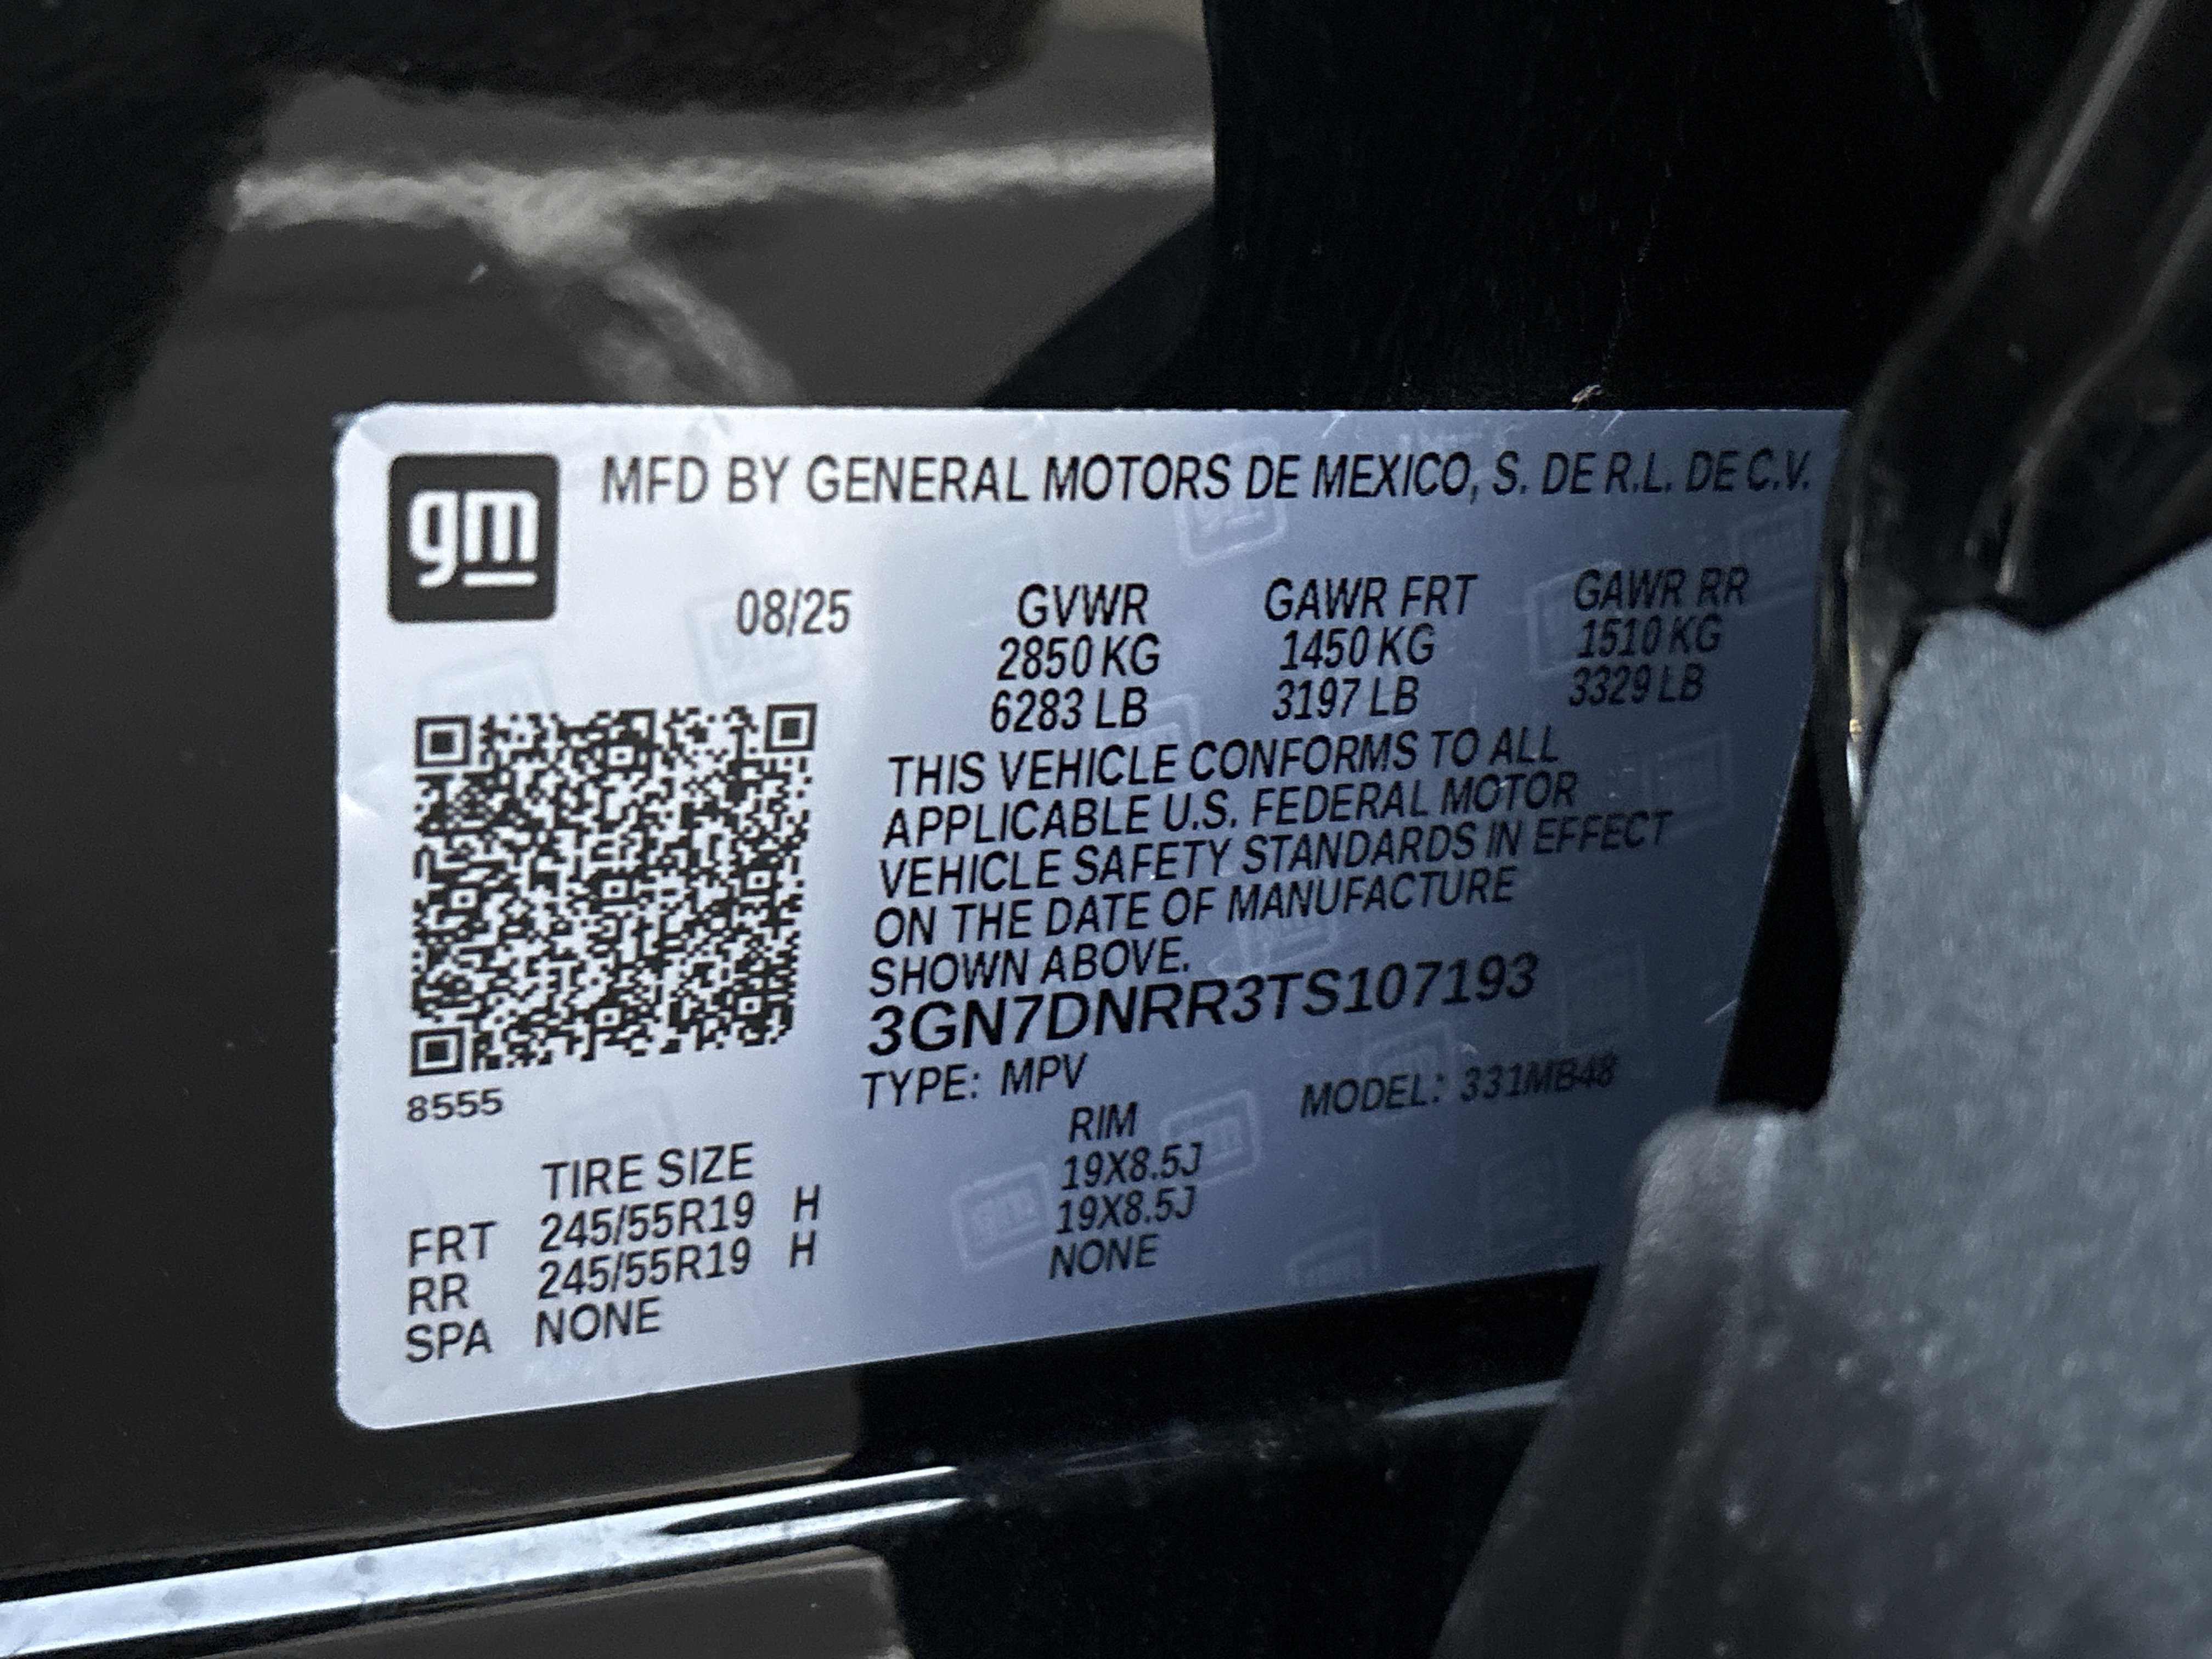 gm
MFD BY GENERAL MOTORS DE MEXICO, S. DE R.L. DE C.V.
08/25 GVWR GAWR FRT GAWR RR
2850 KG 1450 KG 1510 KG
6283 LB 3197 LB 3329 LB
THIS VEHICLE CONFORMS TO ALL
APPLICABLE U.S. FEDERAL MOTOR
VEHICLE SAFETY STANDARDS IN EFFECT
ON THE DATE OF MANUFACTURE
SHOWN ABOVE.
3GN7DNRR3TS107193
TYPE: MPV MODEL: 331MB48
8555
TIRE SIZE RIM
FRT 245/55R19 H 19X8.5J
RR 245/55R19 H 19X8.5J
SPA NONE NONE